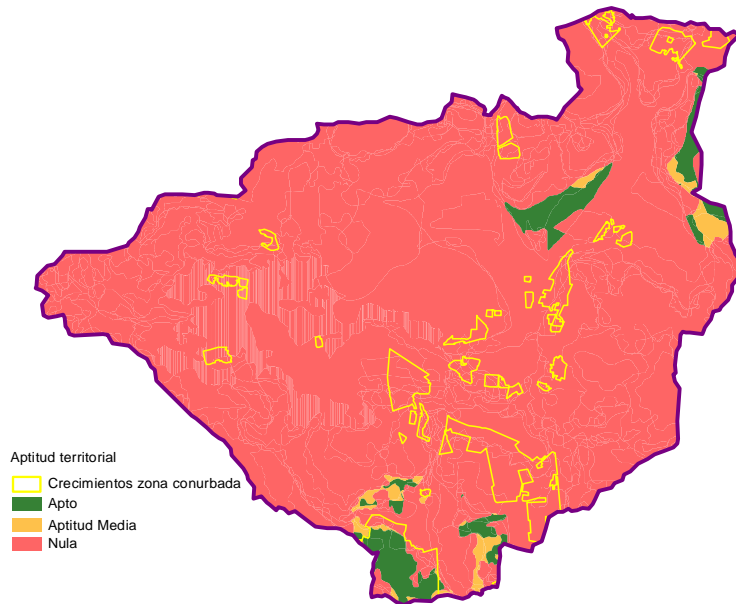 Aptitud territorial
Crecimientos zona conurbada
Apto
Aptitud Media
Nula